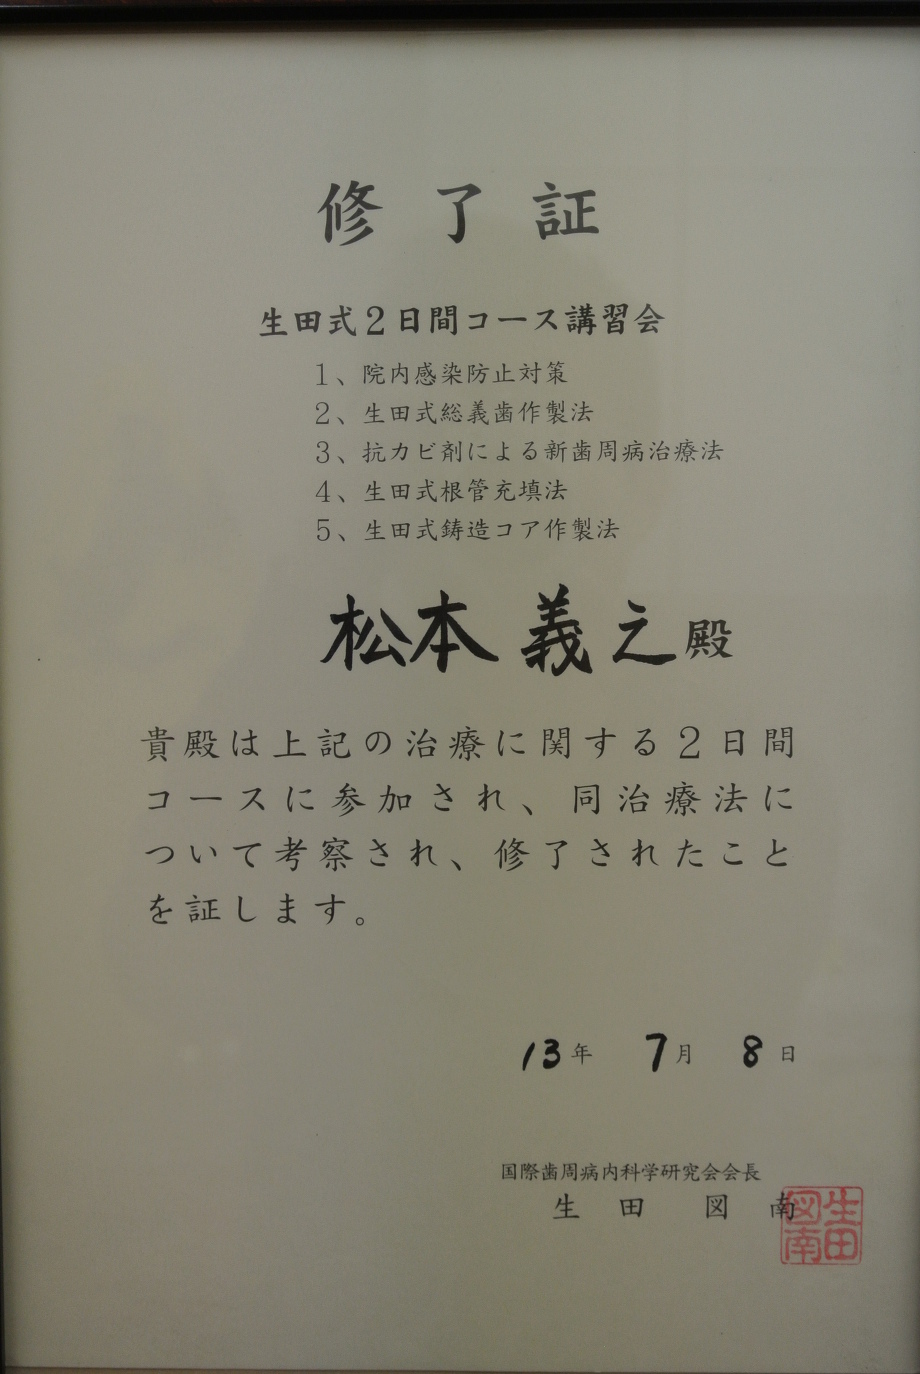 修了証
生田式2日間コース講習会
1、院内感染防止対策
2、生田式総義歯作製法
3、抗カビ剤による新歯周病治療法
4、生田式根管充填法
5、生田式鋳造コア作製法
松本 義之殿
貴殿は上記の治療に関する2日間
コースに参加され、同治療法に
ついて考察され、修了されたこと
を証します。
13年 7月 8日
国際歯周病内科学研究会会長
生田 図南
生田
図南